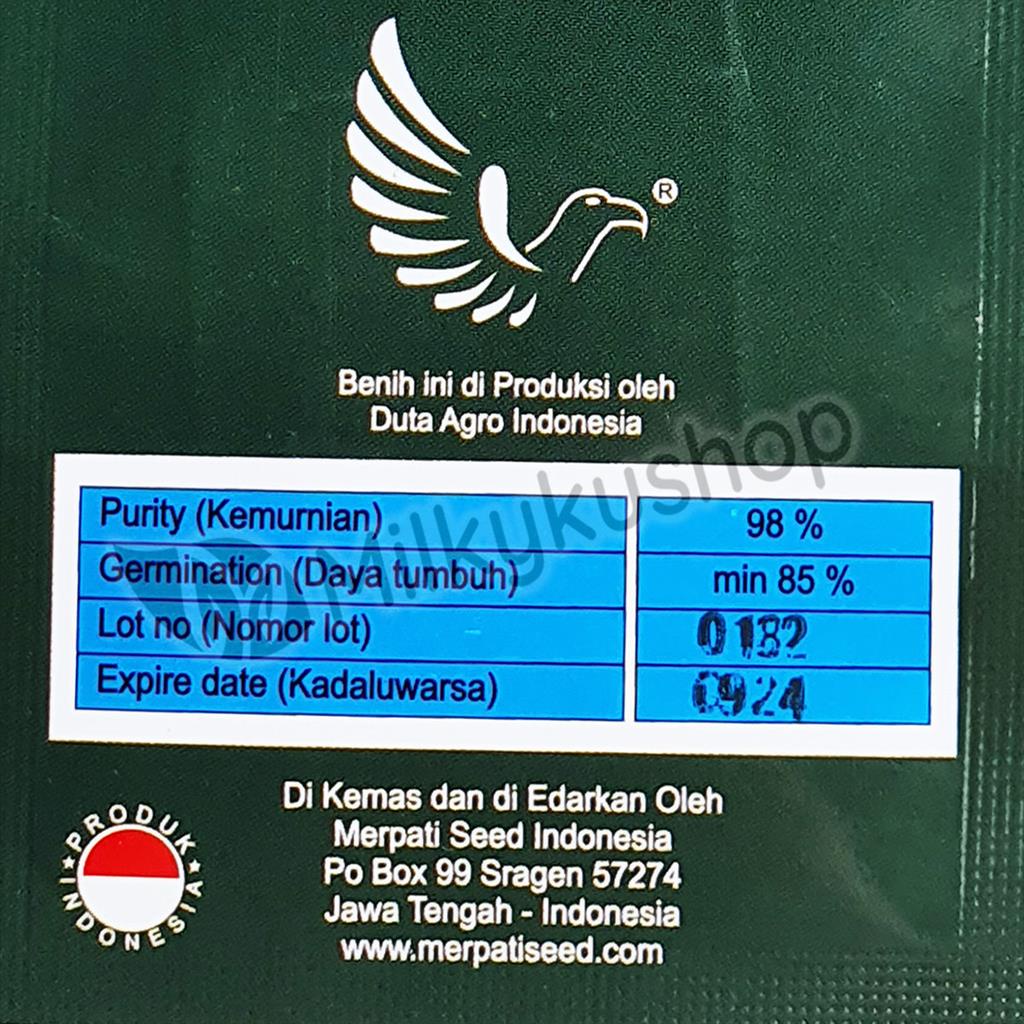 ®
Benih ini di Produksi oleh
Duta Agro Indonesia
Milkykushop
Purity (Kemurnian) 98 %
Germination (Daya tumbuh) min 85 %
Lot no (Nomor lot) 0182
Expire date (Kadaluwarsa) 0924
Di Kemas dan di Edarkan Oleh
Merpati Seed Indonesia
Po Box 99 Sragen 57274
Jawa Tengah - Indonesia
www.merpatiseed.com
PRODUK
INDONESIA